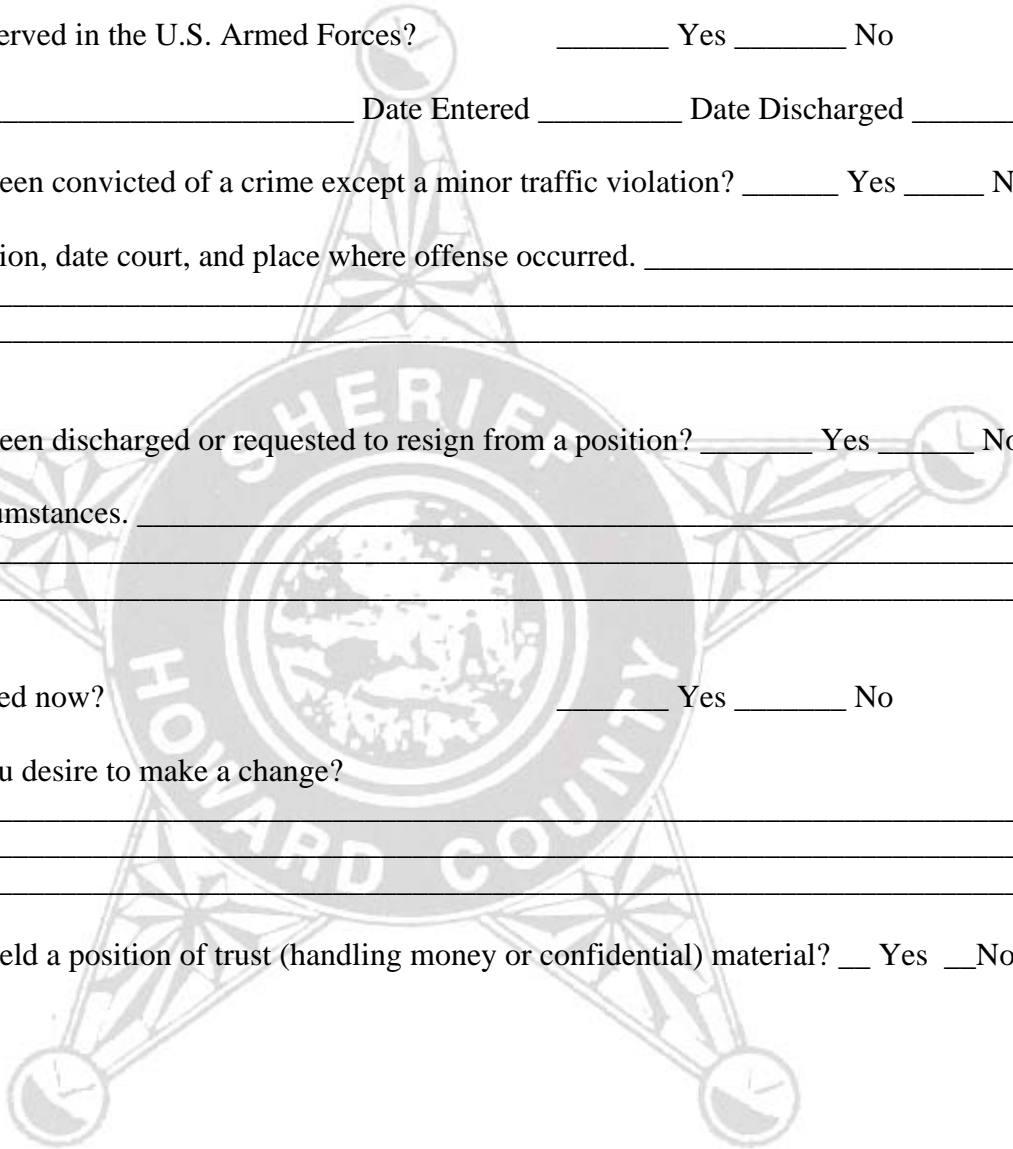 erved in the U.S. Armed Forces? _______ Yes _______ No
______________________ Date Entered _________ Date Discharged ______
een convicted of a crime except a minor traffic violation? ______ Yes _____ N
ion, date court, and place where offense occurred. _______________________
een discharged or requested to resign from a position? _______ Yes ______ No
umstances. _______________________________________________________
ed now? _______ Yes _______ No
u desire to make a change?
eld a position of trust (handling money or confidential) material? __ Yes __No
SHERIFF
HOWARD COUNTY